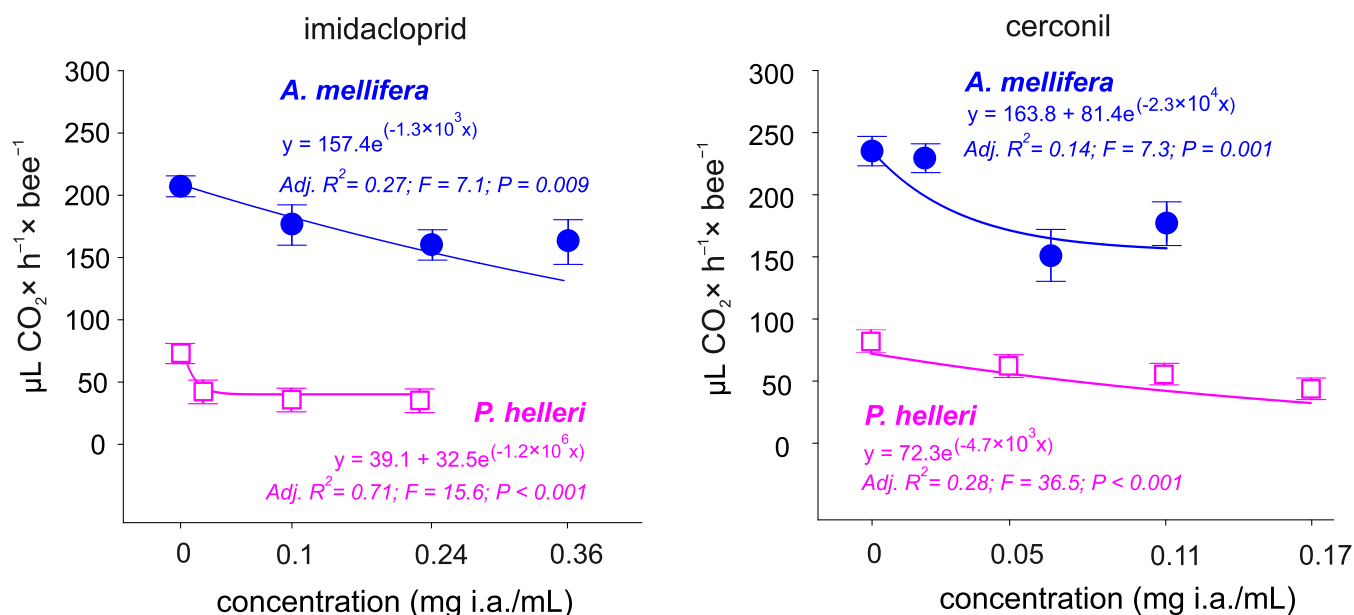 imidacloprid
µL CO₂× h⁻¹× bee⁻¹
300
250
200
150
100
50
0
A. mellifera
y = 157.4e^(-1.3×10³x)
Adj. R²= 0.27; F = 7.1; P = 0.009
P. helleri
y = 39.1 + 32.5e^(-1.2×10⁶x)
Adj. R²= 0.71; F = 15.6; P < 0.001
0 0.1 0.24 0.36
concentration (mg i.a./mL)
cerconil
µL CO₂× h⁻¹× bee⁻¹
300
250
200
150
100
50
0
A. mellifera
y = 163.8 + 81.4e^(-2.3×10⁴x)
Adj. R²= 0.14; F = 7.3; P = 0.001
P. helleri
y = 72.3e^(-4.7×10³x)
Adj. R²= 0.28; F = 36.5; P < 0.001
0 0.05 0.11 0.17
concentration (mg i.a./mL)